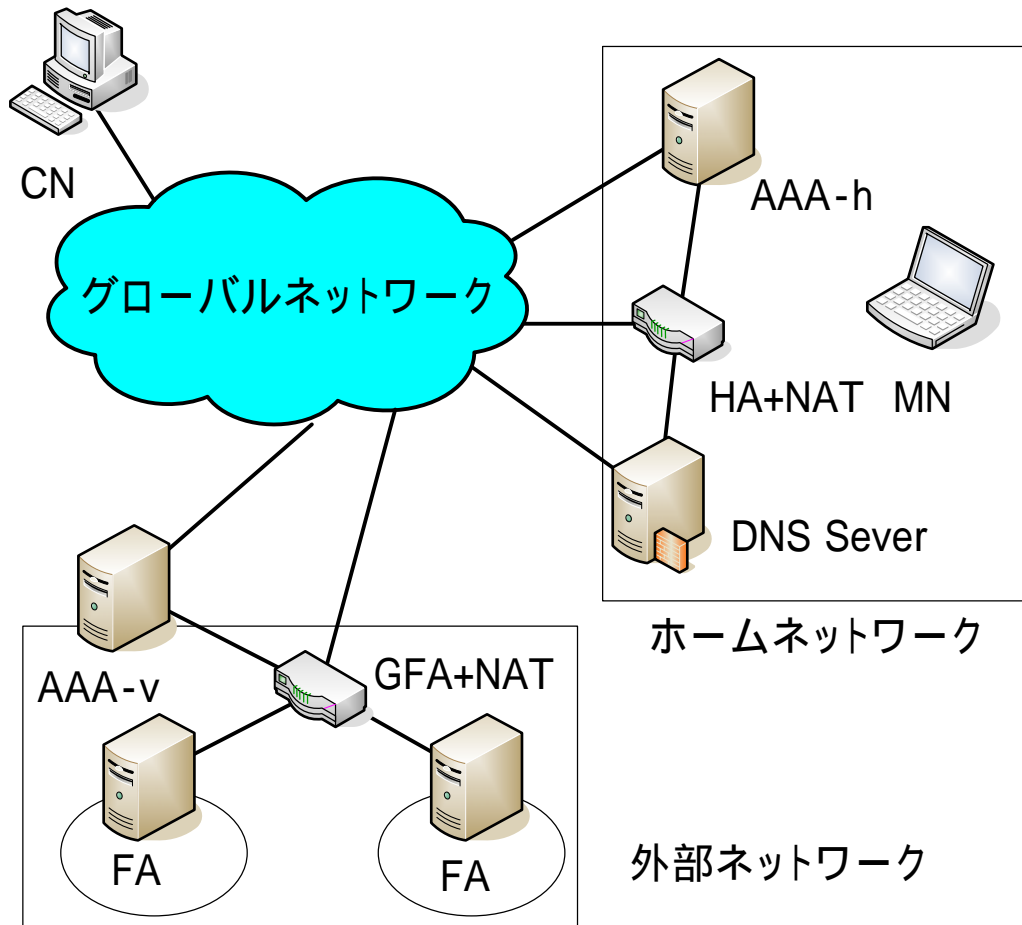 CN
AAA-h
グローバルネットワーク
HA+NAT MN
DNS Sever
ホームネットワーク
AAA-v
GFA+NAT
FA
FA
外部ネットワーク